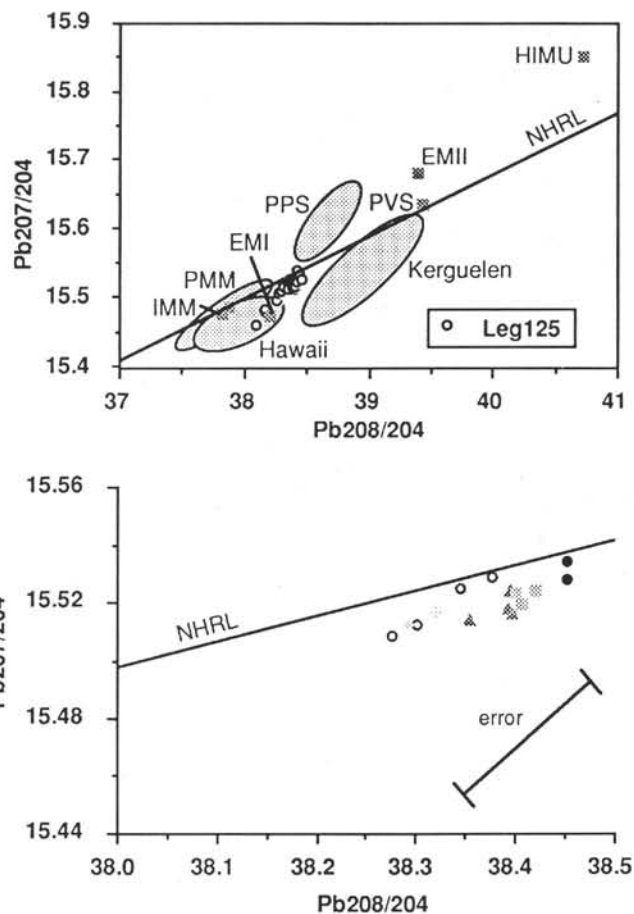 15.9
HIMU
15.8
NHRL
EMII
15.7
PPS
PVS
15.6
EMI
PMM
Kerguelen
IMM
15.5
Leg125
Hawaii
15.4
37 38 39 40 41
Pb207/204
Pb208/204
15.56
15.52
NHRL
error
15.48
15.44
38.0 38.1 38.2 38.3 38.4 38.5
Pb208/204